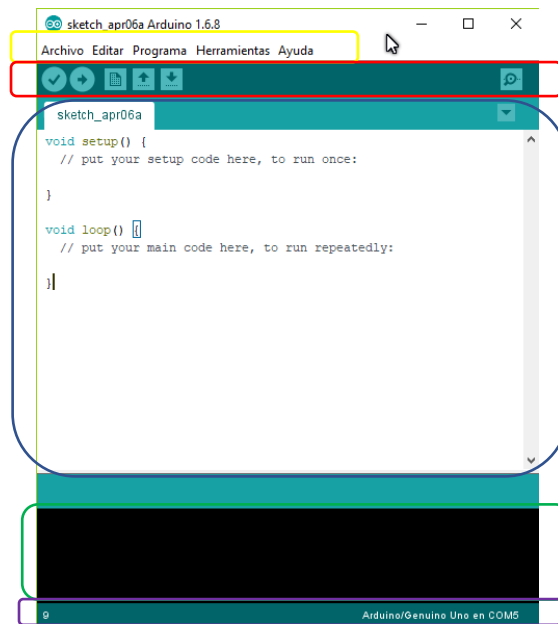 sketch_apr06a Arduino 1.6.8
Archivo Editar Programa Herramientas Ayuda
sketch_apr06a
void setup() {
  // put your setup code here, to run once:
}
void loop() {
  // put your main code here, to run repeatedly:
}
9 Arduino/Genuino Uno en COM5